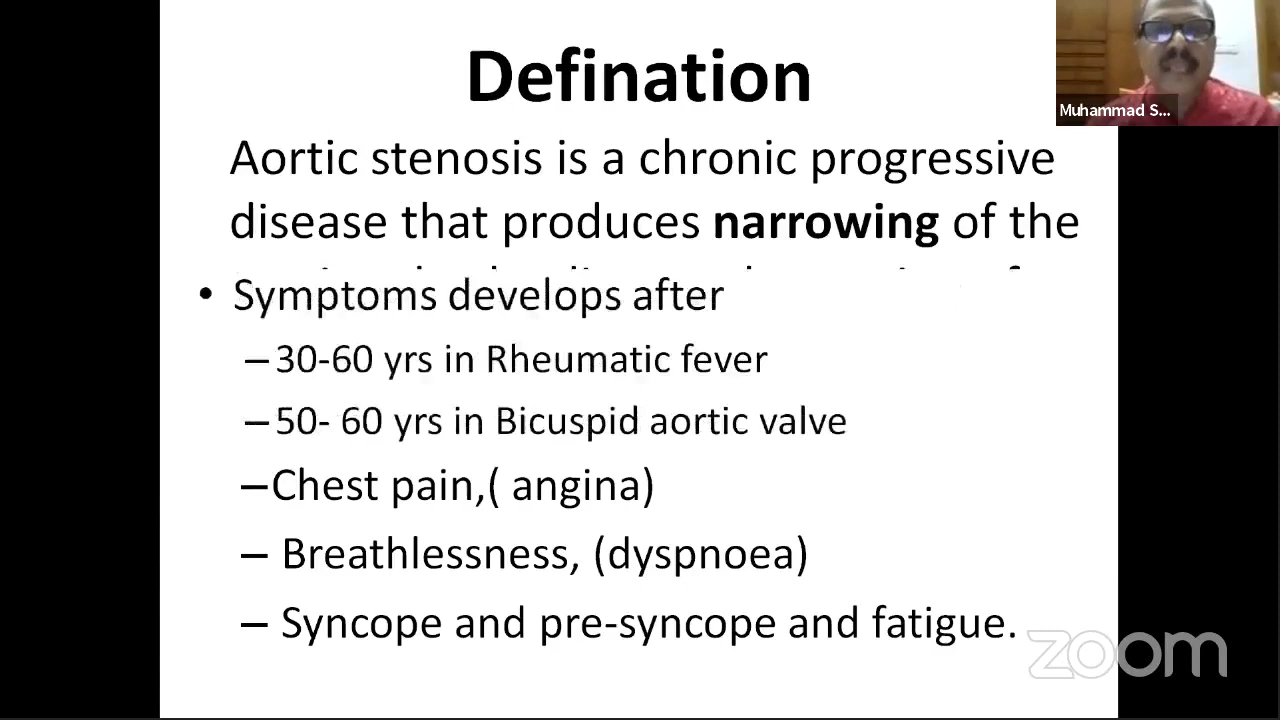 Defination
Muhammad S...
Aortic stenosis is a chronic progressive
disease that produces narrowing of the
• Symptoms develops after
–30-60 yrs in Rheumatic fever
–50- 60 yrs in Bicuspid aortic valve
–Chest pain,( angina)
– Breathlessness, (dyspnoea)
– Syncope and pre-syncope and fatigue.
zoom